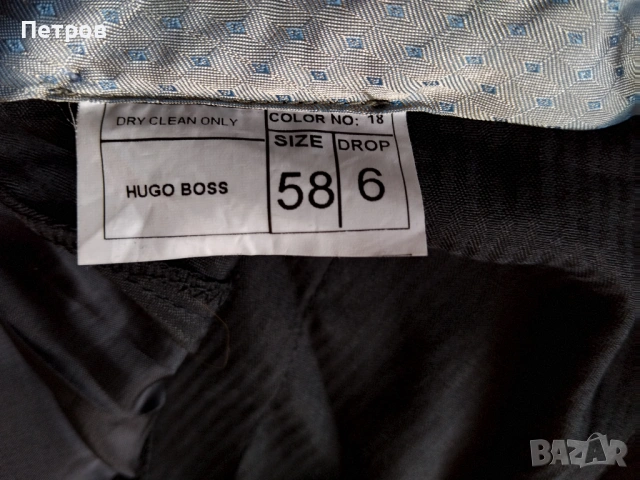 Петров
DRY CLEAN ONLY
COLOR NO: 18
SIZE DROP
HUGO BOSS
58 6
BAZAR